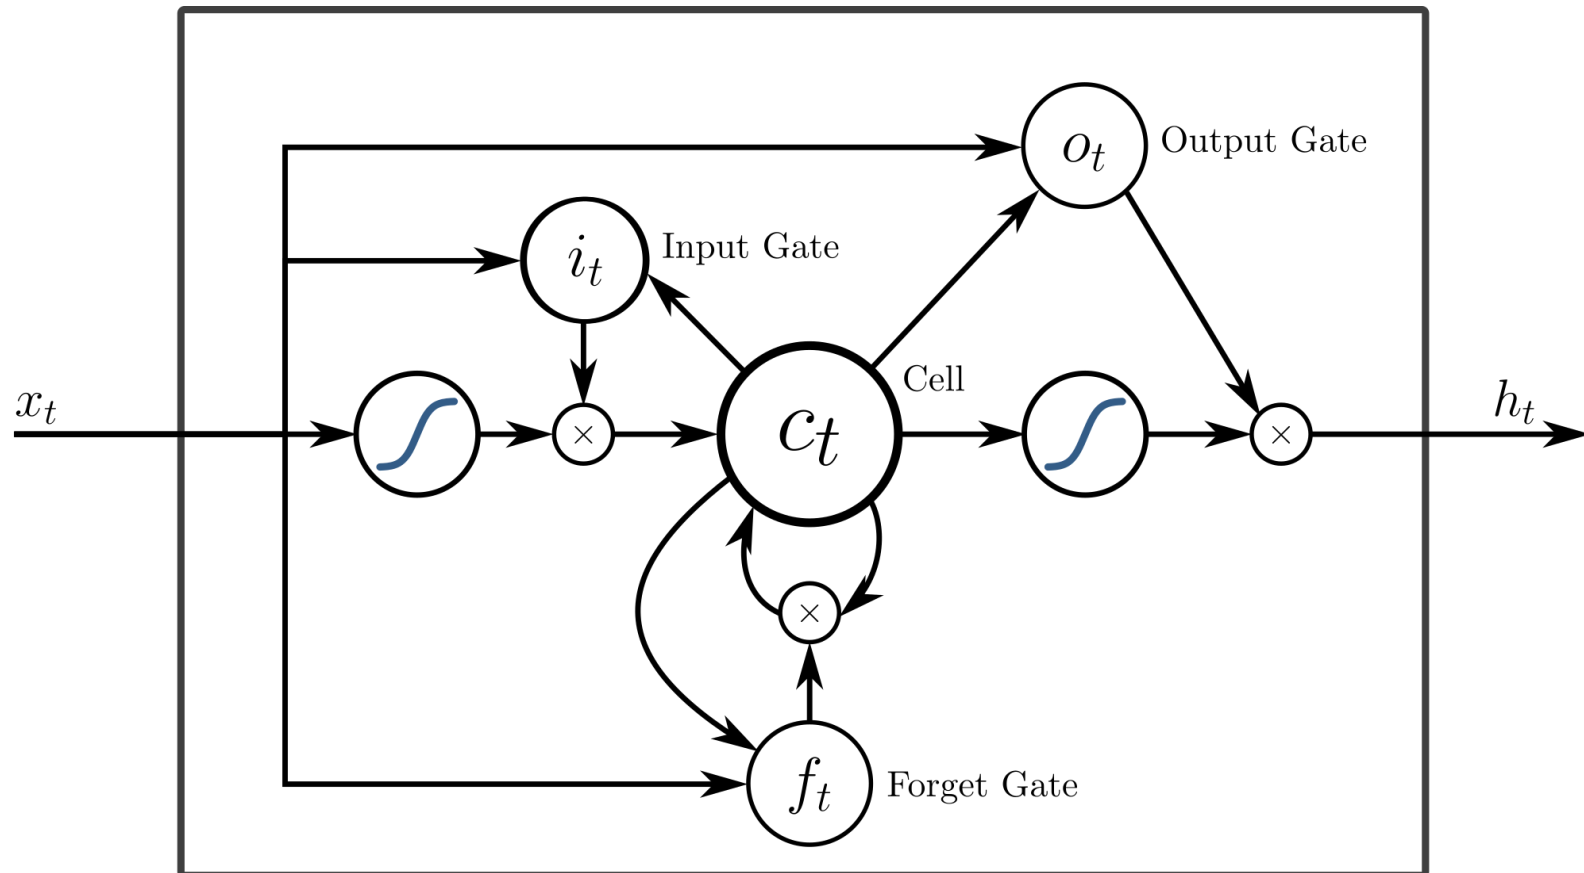 o_t Output Gate
i_t Input Gate
Cell
x_t
h_t
× c_t ×
×
f_t Forget Gate